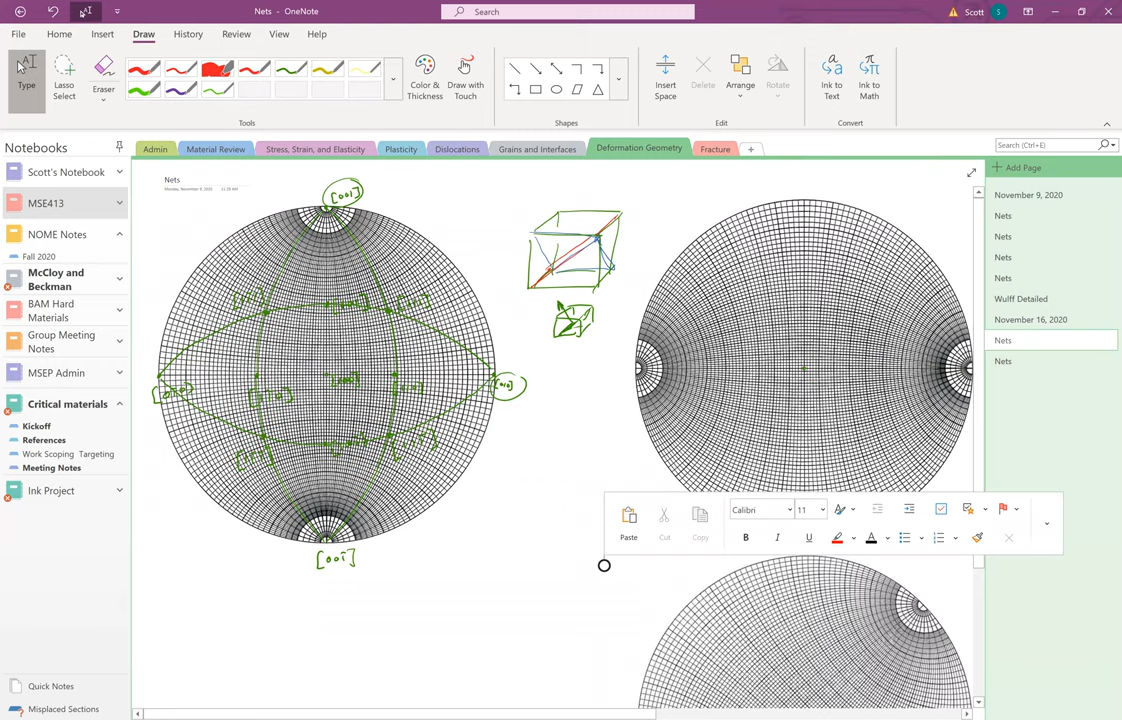 Nets - OneNote
Search
Scott
S
File
Home
Insert
Draw
History
Review
View
Help
Type
Lasso Select
Eraser
Color & Thickness
Draw with Touch
Insert Space
Delete
Arrange
Rotate
Ink to Text
Ink to Math
Tools
Shapes
Edit
Convert
Notebooks
Admin
Material Review
Stress, Strain, and Elasticity
Plasticity
Dislocations
Grains and Interfaces
Deformation Geometry
Fracture
Search (Ctrl+E)
Scott's Notebook
MSE413
NOME Notes
Fall 2020
McCloy and Beckman
BAM Hard Materials
Group Meeting Notes
MSEP Admin
Critical materials
Kickoff
References
Work Scoping Targeting
Meeting Notes
Ink Project
Quick Notes
Misplaced Sections
Nets
Monday, November 9, 2020
[001]
[010]
[001̄]
Calibri
11
Paste
Cut
Copy
B
I
U
A
Add Page
November 9, 2020
Nets
Nets
Nets
Nets
Wulff Detailed
November 16, 2020
Nets
Nets